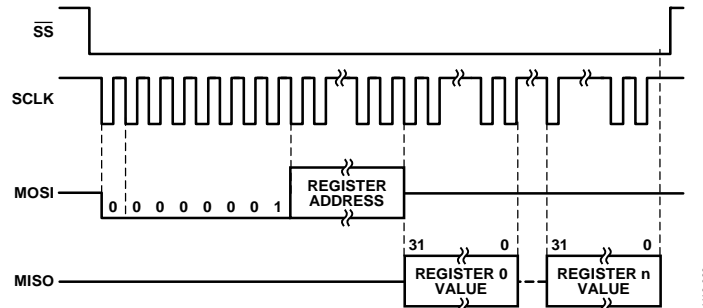 SS
SCLK
MOSI
0 0 0 0 0 0 0 1
REGISTER
ADDRESS
31 0 31 0
MISO
REGISTER 0
VALUE
REGISTER n
VALUE